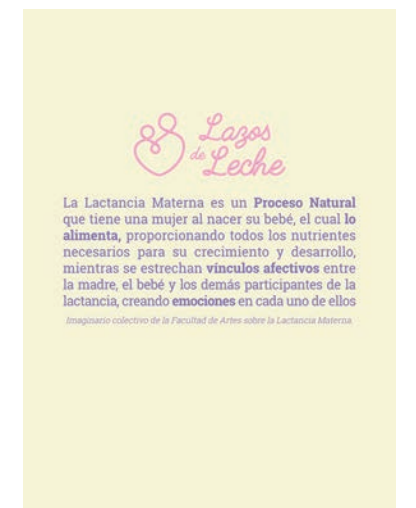 Lazos
de Leche
La Lactancia Materna es un Proceso Natural
que tiene una mujer al nacer su bebé, el cual lo
alimenta, proporcionando todos los nutrientes
necesarios para su crecimiento y desarrollo,
mientras se estrechan vínculos afectivos entre
la madre, el bebé y los demás participantes de la
lactancia, creando emociones en cada uno de ellos
Imaginario colectivo de la Facultad de Artes sobre la Lactancia Materna.